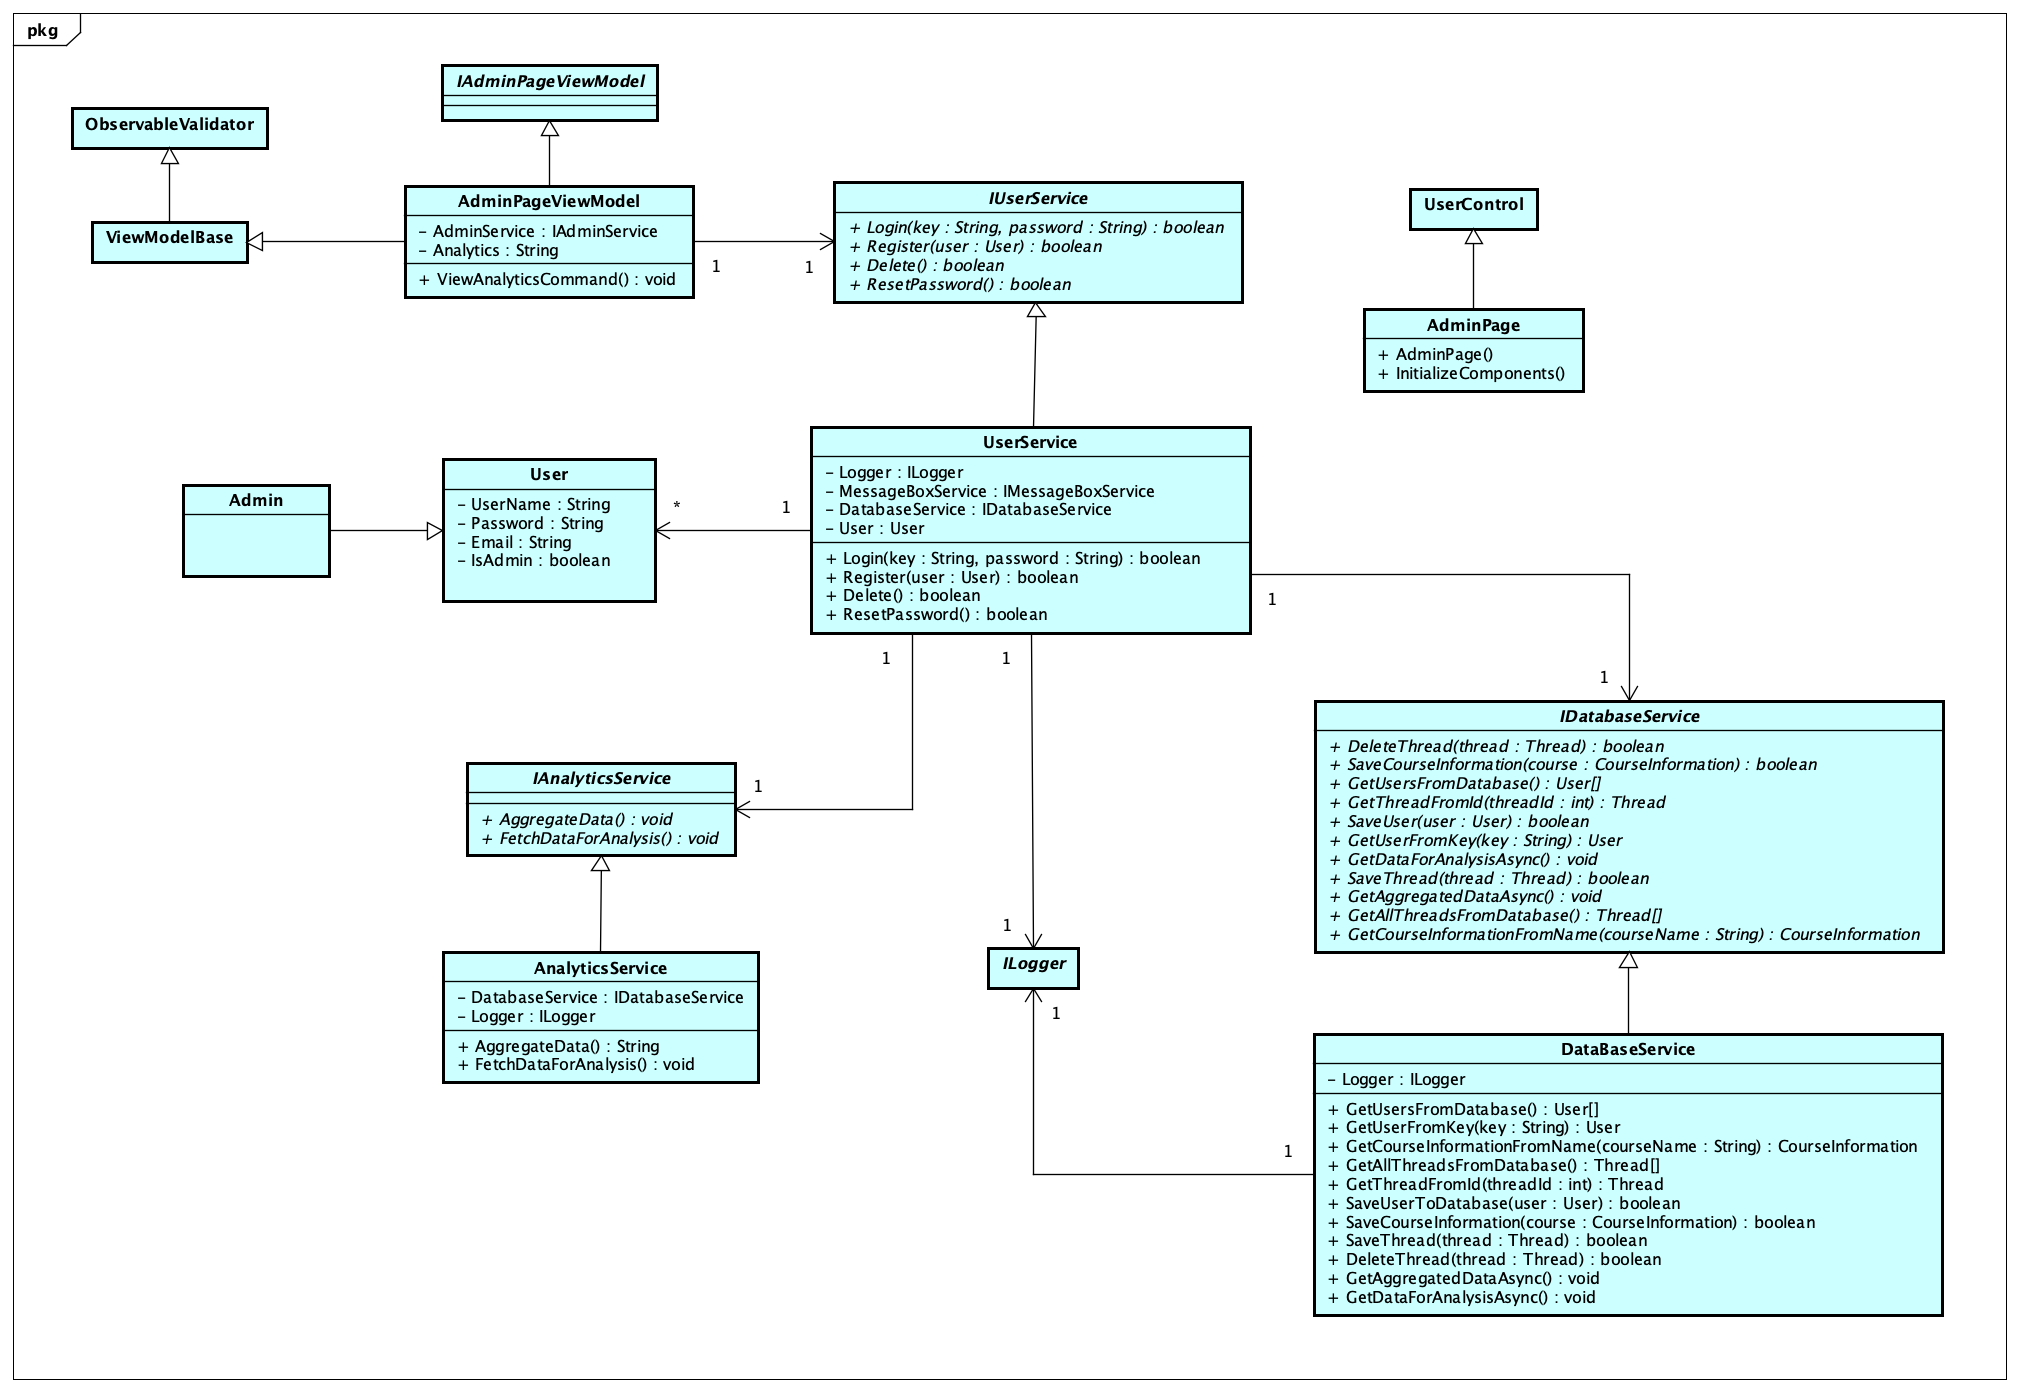 pkg
IAdminPageViewModel
ObservableValidator
ViewModelBase
AdminPageViewModel
- AdminService : IAdminService
- Analytics : String
+ ViewAnalyticsCommand() : void
1
1
IUserService
+ Login(key : String, password : String) : boolean
+ Register(user : User) : boolean
+ Delete() : boolean
+ ResetPassword() : boolean
UserControl
AdminPage
+ AdminPage()
+ InitializeComponents()
Admin
User
- UserName : String
- Password : String
- Email : String
- IsAdmin : boolean
*
1
UserService
- Logger : ILogger
- MessageBoxService : IMessageBoxService
- DatabaseService : IDatabaseService
- User : User
+ Login(key : String, password : String) : boolean
+ Register(user : User) : boolean
+ Delete() : boolean
+ ResetPassword() : boolean
1
1
1
1
IDatabaseService
+ DeleteThread(thread : Thread) : boolean
+ SaveCourseInformation(course : CourseInformation) : boolean
+ GetUsersFromDatabase() : User[]
+ GetThreadFromId(threadId : int) : Thread
+ SaveUser(user : User) : boolean
+ GetUserFromKey(key : String) : User
+ GetDataForAnalysisAsync() : void
+ SaveThread(thread : Thread) : boolean
+ GetAggregatedDataAsync() : void
+ GetAllThreadsFromDatabase() : Thread[]
+ GetCourseInformationFromName(courseName : String) : CourseInformation
IAnalyticsService
+ AggregateData() : void
+ FetchDataForAnalysis() : void
1
AnalyticsService
- DatabaseService : IDatabaseService
- Logger : ILogger
+ AggregateData() : String
+ FetchDataForAnalysis() : void
1
ILogger
1
1
DataBaseService
- Logger : ILogger
+ GetUsersFromDatabase() : User[]
+ GetUserFromKey(key : String) : User
+ GetCourseInformationFromName(courseName : String) : CourseInformation
+ GetAllThreadsFromDatabase() : Thread[]
+ GetThreadFromId(threadId : int) : Thread
+ SaveUserToDatabase(user : User) : boolean
+ SaveCourseInformation(course : CourseInformation) : boolean
+ SaveThread(thread : Thread) : boolean
+ DeleteThread(thread : Thread) : boolean
+ GetAggregatedDataAsync() : void
+ GetDataForAnalysisAsync() : void